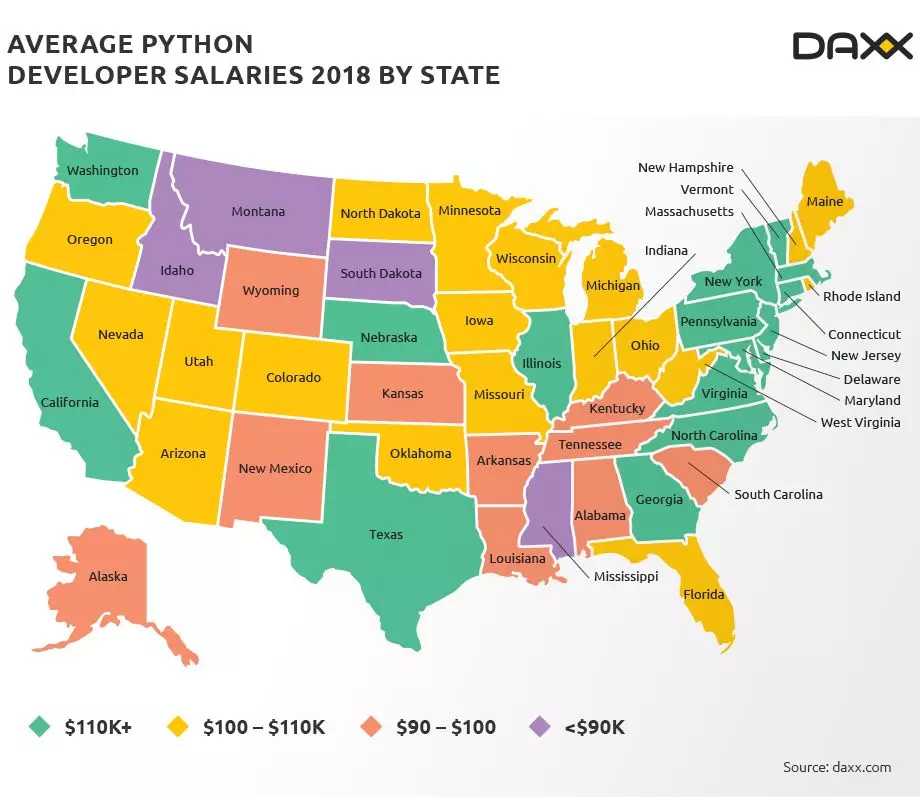 AVERAGE PYTHON
DEVELOPER SALARIES 2018 BY STATE
DAXX
New Hampshire
Vermont
Massachusetts
Washington
Maine
Montana
North Dakota
Minnesota
Oregon
Indiana
Wisconsin
Idaho
South Dakota
New York
Michigan
Wyoming
Rhode Island
Iowa
Pennsylvania
Nevada
Nebraska
Connecticut
Ohio
New Jersey
Utah
Illinois
Colorado
Delaware
Kansas
Missouri
Virginia
California
Maryland
Kentucky
West Virginia
North Carolina
Tennessee
Arizona
Oklahoma
Arkansas
New Mexico
South Carolina
Georgia
Alabama
Texas
Louisiana
Alaska
Mississippi
Florida
$110K+ $100 – $110K $90 – $100 <$90K
Source: daxx.com